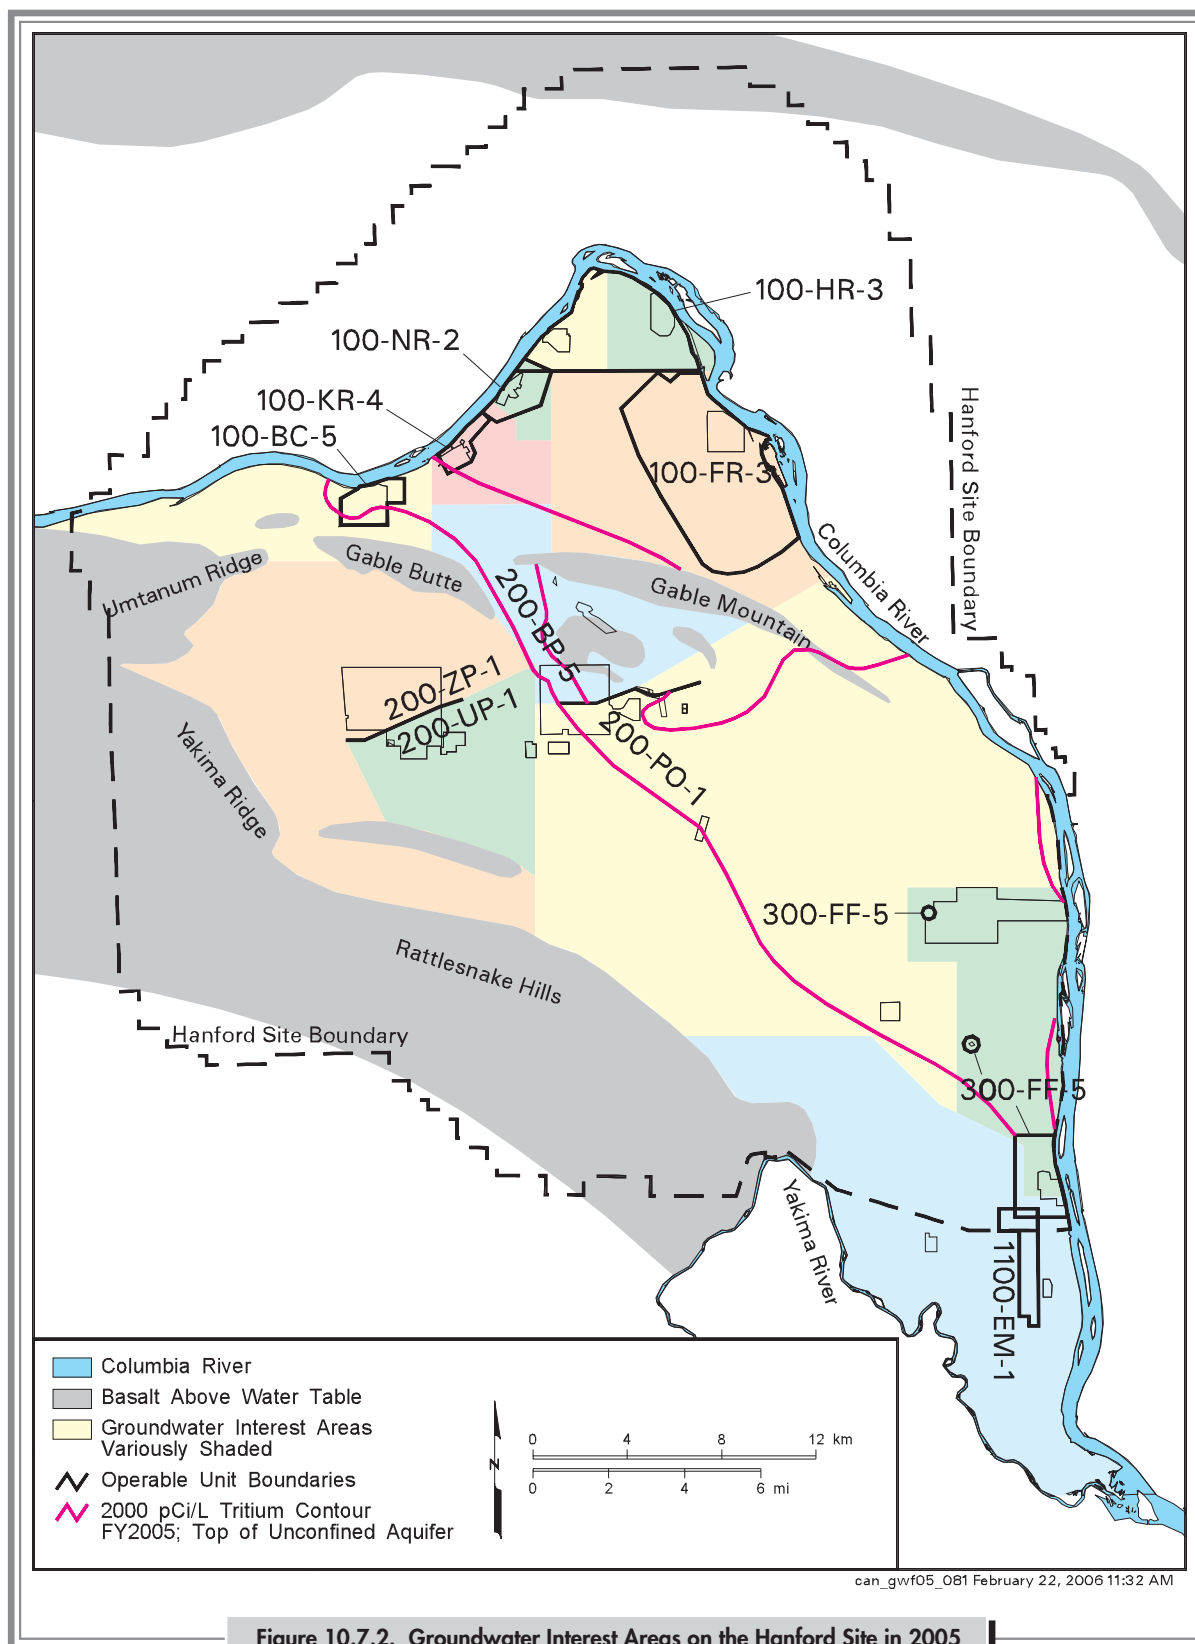 100-HR-3
100-NR-2
100-KR-4
100-BC-5
100-FR-3
Hanford Site Boundary
Columbia River
Umtanum Ridge
Gable Butte
Gable Mountain
200-BP-5
200-ZP-1
200-UP-1
200-PO-1
Yakima Ridge
300-FF-5
Rattlesnake Hills
Hanford Site Boundary
300-FF-5
Yakima River
1100-EM-1
Columbia River
Basalt Above Water Table
Groundwater Interest Areas
Variously Shaded
Operable Unit Boundaries
2000 pCi/L Tritium Contour
FY2005; Top of Unconfined Aquifer
N
0 4 8 12 km
0 2 4 6 mi
can_gwf05_081 February 22, 2006 11:32 AM
Figure 10.7.2. Groundwater Interest Areas on the Hanford Site in 2005